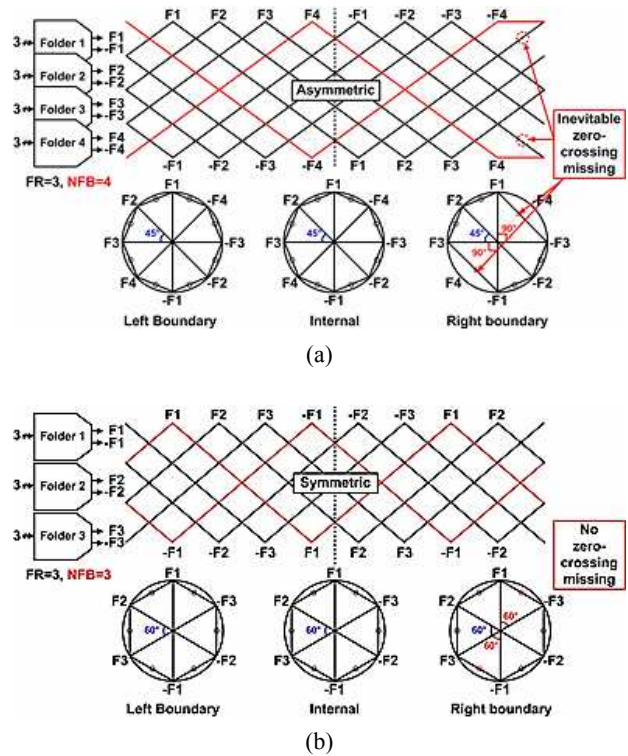 F1 F2 F3 F4 -F1 -F2 -F3 -F4
3 Folder 1 F1
-F1
3 Folder 2 F2
-F2
3 Folder 3 F3
-F3
3 Folder 4 F4
-F4
Asymmetric
Inevitable
zero-
crossing
missing
-F1 -F2 -F3 -F4 F1 F2 F3 F4
FR=3, NFB=4
F1 F1 F1
F2 -F4 F2 -F4 F2 -F4
45° 45° 45° 90°
F3 -F3 F3 -F3 F3 -F3
90°
F4 -F2 F4 -F2 F4 -F2
-F1 -F1 -F1
Left Boundary Internal Right boundary
(a)
F1 F2 F3 -F1 -F2 -F3 F1 F2
3 Folder 1 F1
-F1
3 Folder 2 F2
-F2
3 Folder 3 F3
-F3
Symmetric
No
zero-
crossing
missing
-F1 -F2 -F3 F1 F2 F3 -F1 -F2
FR=3, NFB=3
F1 F1 F1
F2 -F3 F2 -F3 F2 -F3
60° 60° 60° 60°
60°
F3 -F2 F3 -F2 F3 -F2
-F1 -F1 -F1
Left Boundary Internal Right boundary
(b)